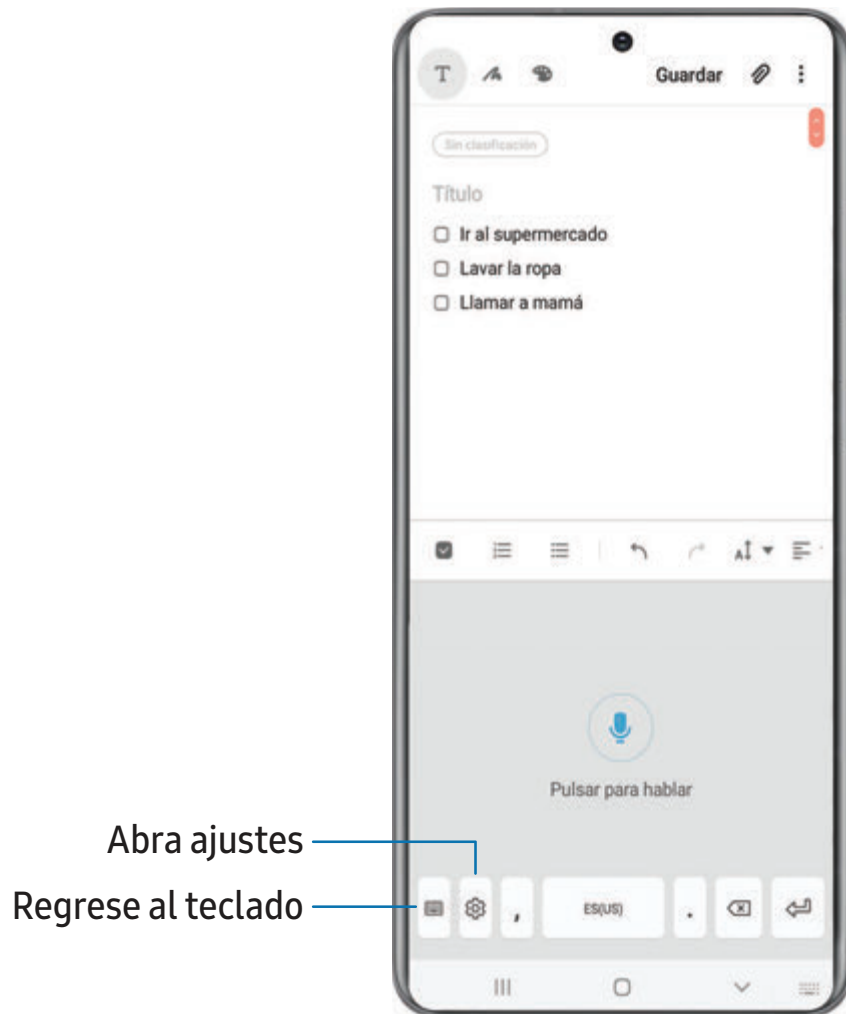 T
Guardar
Sin clasificación
Título
Ir al supermercado
Lavar la ropa
Llamar a mamá
A
Pulsar para hablar
Abra ajustes
Regrese al teclado
, ES(US) .